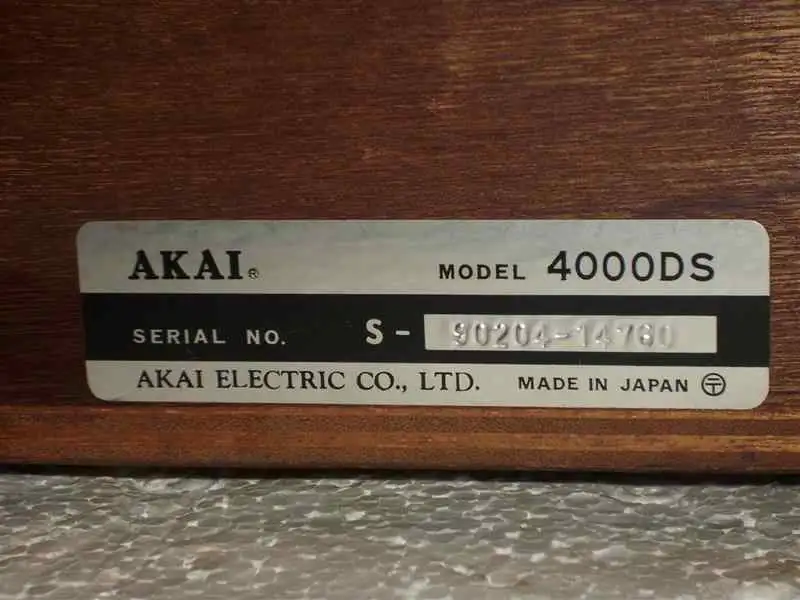 AKAI® MODEL 4000DS
SERIAL NO. S - 90204-14760
AKAI ELECTRIC CO., LTD. MADE IN JAPAN 〶